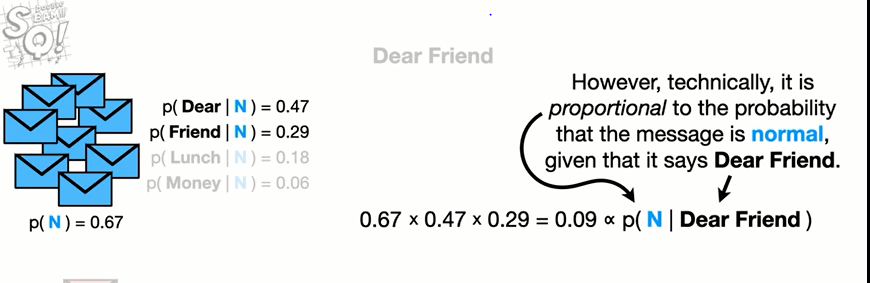 Dear Friend
However, technically, it is
proportional to the probability
that the message is normal,
given that it says Dear Friend.
p( Dear | N ) = 0.47
p( Friend | N ) = 0.29
p( Lunch | N ) = 0.18
p( Money | N ) = 0.06
p( N ) = 0.67
0.67 × 0.47 × 0.29 = 0.09 ∝ p( N | Dear Friend )